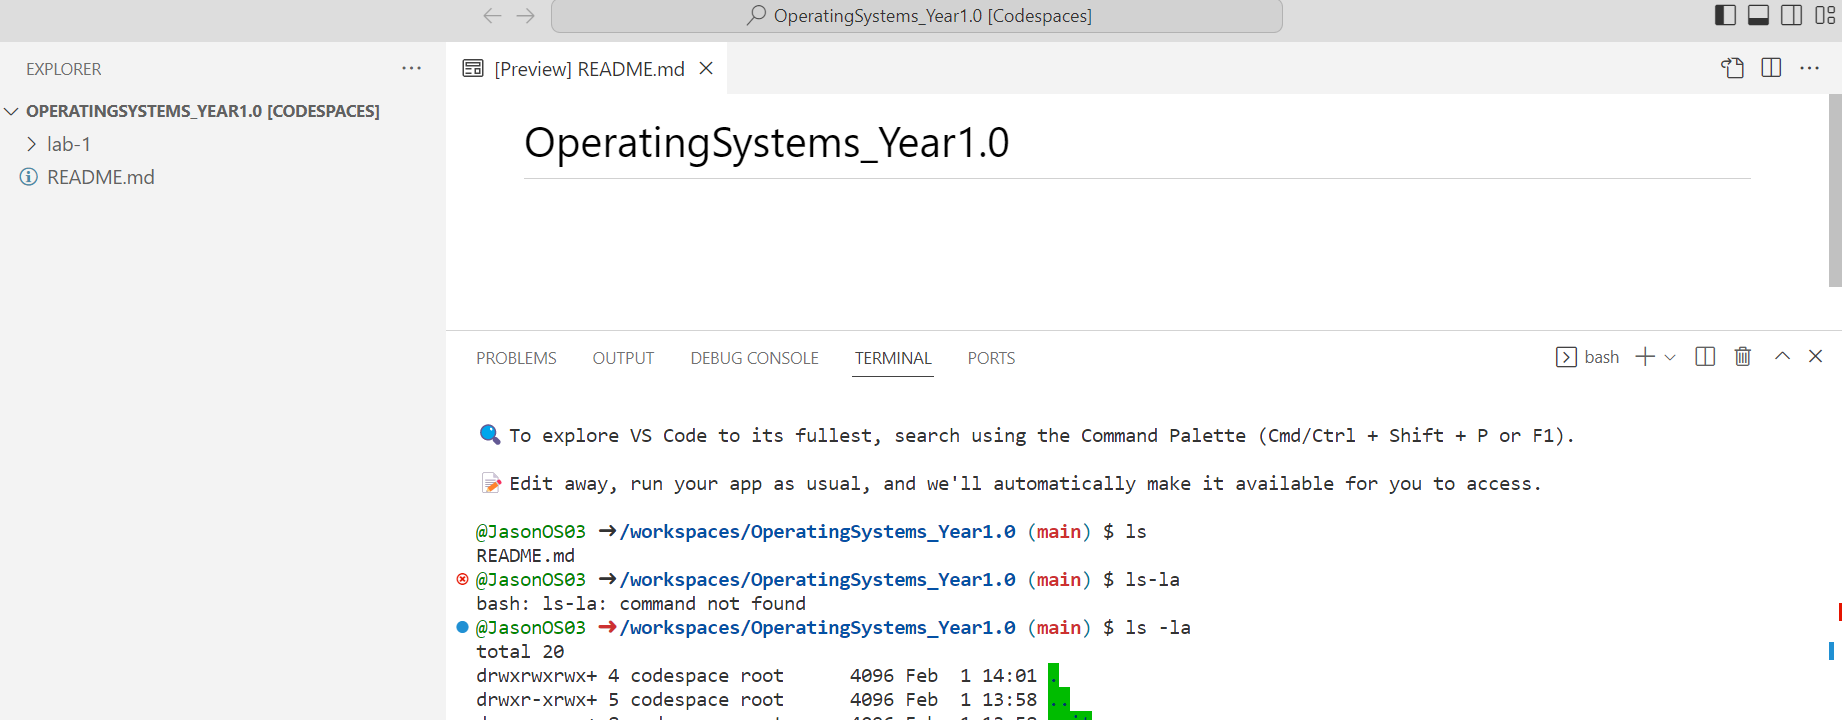 OperatingSystems_Year1.0 [Codespaces]
EXPLORER
OPERATINGSYSTEMS_YEAR1.0 [CODESPACES]
lab-1
README.md
[Preview] README.md
OperatingSystems_Year1.0
PROBLEMS OUTPUT DEBUG CONSOLE TERMINAL PORTS
bash
To explore VS Code to its fullest, search using the Command Palette (Cmd/Ctrl + Shift + P or F1).
Edit away, run your app as usual, and we'll automatically make it available for you to access.
@JasonOS03 ➜/workspaces/OperatingSystems_Year1.0 (main) $ ls
README.md
@JasonOS03 ➜/workspaces/OperatingSystems_Year1.0 (main) $ ls-la
bash: ls-la: command not found
@JasonOS03 ➜/workspaces/OperatingSystems_Year1.0 (main) $ ls -la
total 20
drwxrwxrwx+ 4 codespace root 4096 Feb 1 14:01 .
drwxr-xrwx+ 5 codespace root 4096 Feb 1 13:58 ..